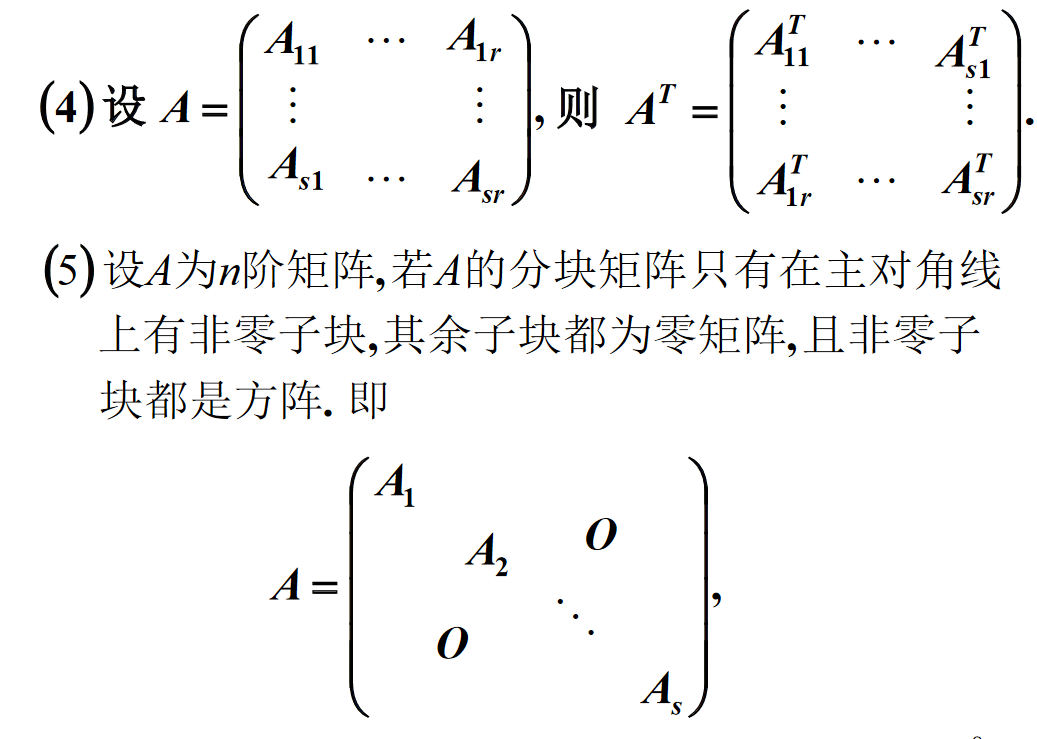 (4) 设 A = \begin{pmatrix} A_{11} & \cdots & A_{1r} \\ \vdots & & \vdots \\ A_{s1} & \cdots & A_{sr} \end{pmatrix}, 则 A^T = \begin{pmatrix} A_{11}^T & \cdots & A_{s1}^T \\ \vdots & & \vdots \\ A_{1r}^T & \cdots & A_{sr}^T \end{pmatrix}.
(5) 设A为n阶矩阵,若A的分块矩阵只有在主对角线
上有非零子块,其余子块都为零矩阵,且非零子
块都是方阵. 即
A = \begin{pmatrix} A_1 & & & \\ & A_2 & & O \\ & O & \ddots & \\ & & & A_s \end{pmatrix},